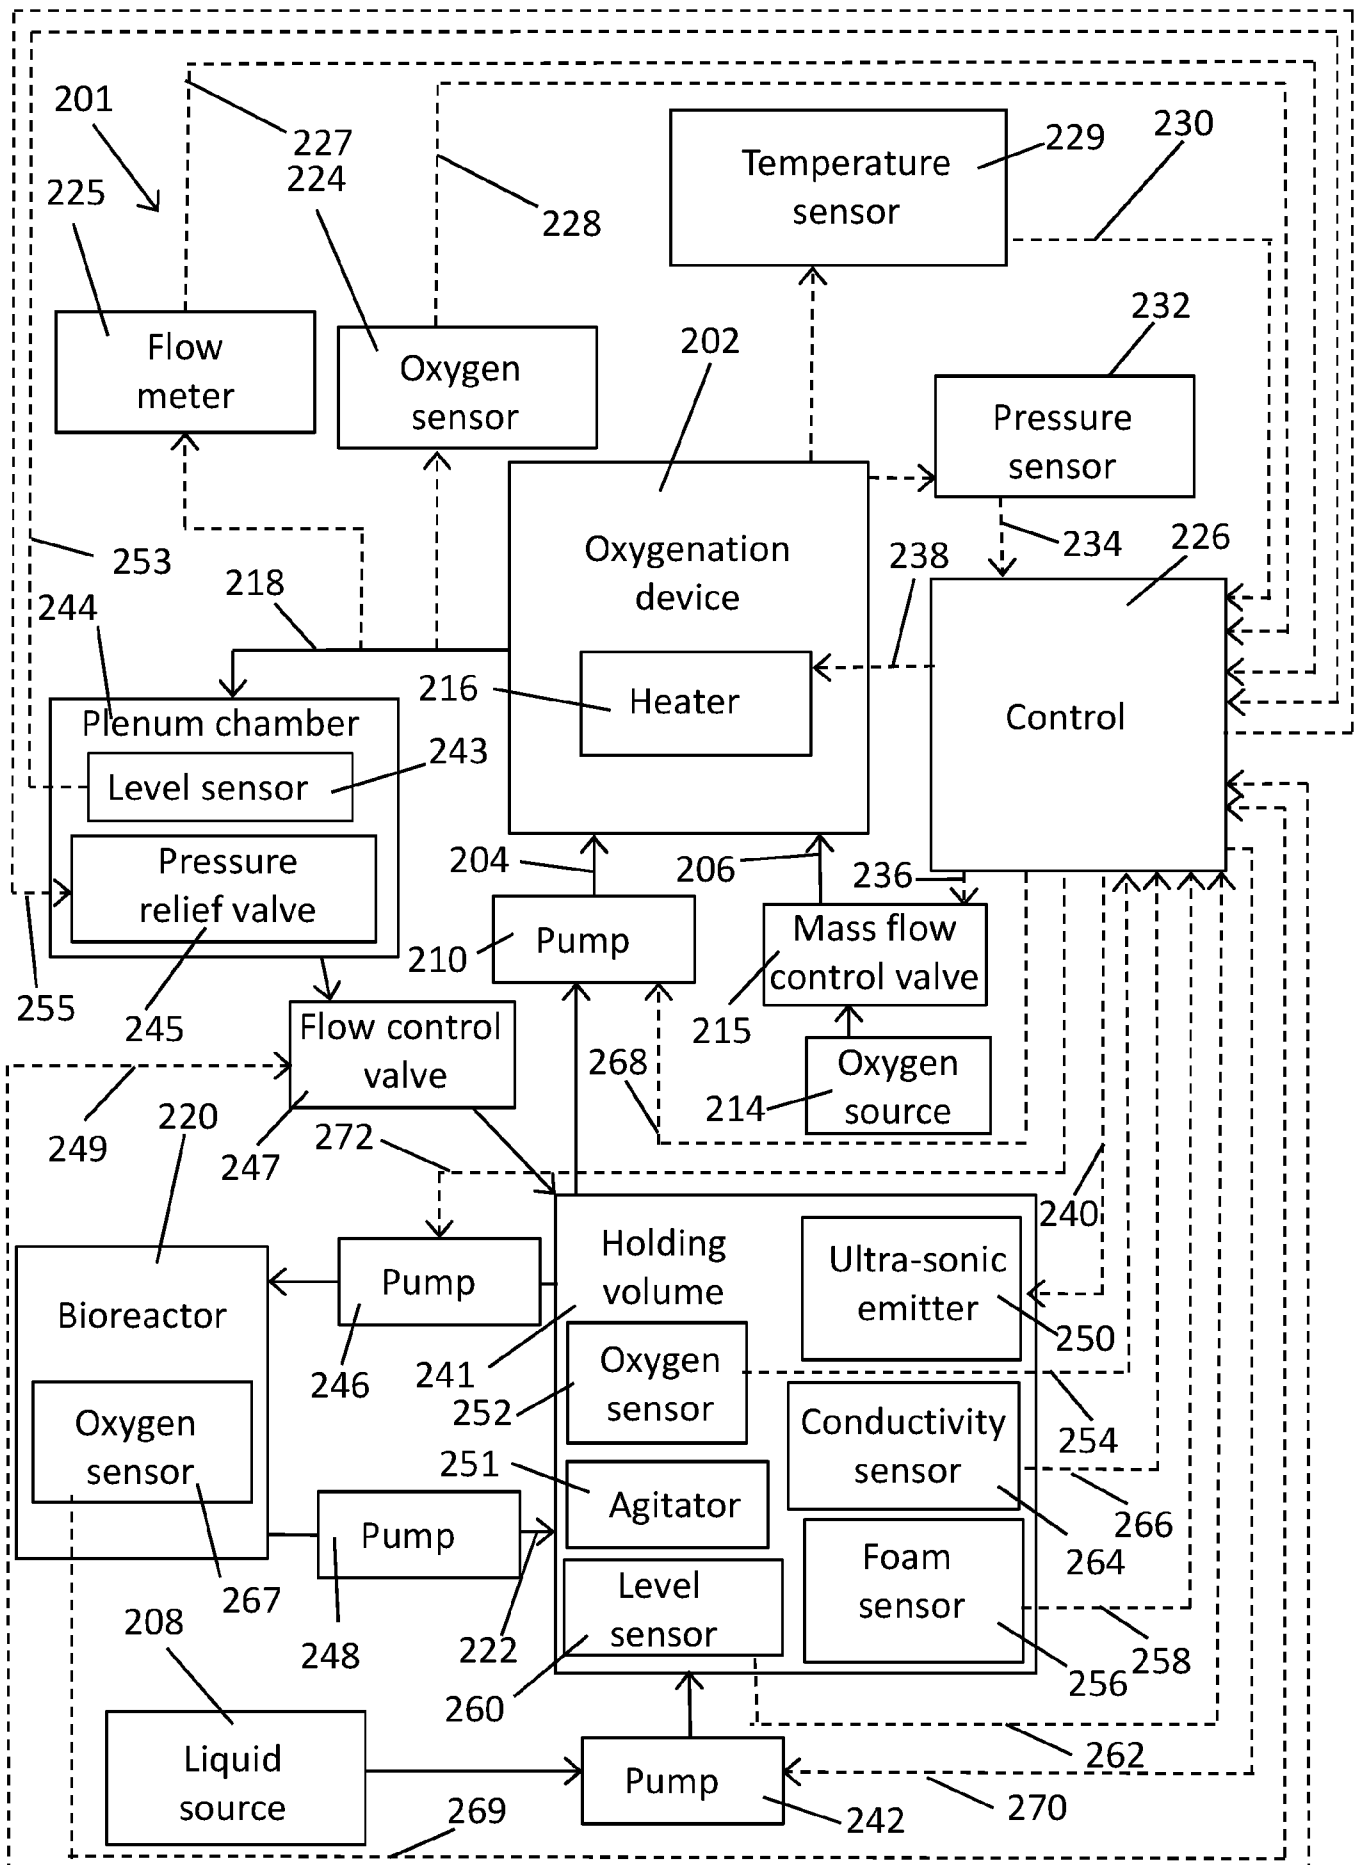 201
227
225
224
228
Temperature
sensor
229
230
232
202
Flow
meter
Oxygen
sensor
Pressure
sensor
253
218
Oxygenation
device
238
234
226
244
216
Heater
Control
Plenum chamber
243
Level sensor
Pressure
relief valve
204
206
236
210
Pump
Mass flow
control valve
255
245
215
Flow control
valve
268
Oxygen
source
214
249
220
247
272
240
Holding
volume
Ultra-sonic
emitter
250
Bioreactor
Pump
246
241
Oxygen
sensor
252
Conductivity
sensor
254
Oxygen
sensor
251
Agitator
266
264
Pump
Foam
sensor
267
Level
sensor
208
248
222
260
256
258
Liquid
source
Pump
262
242
270
269